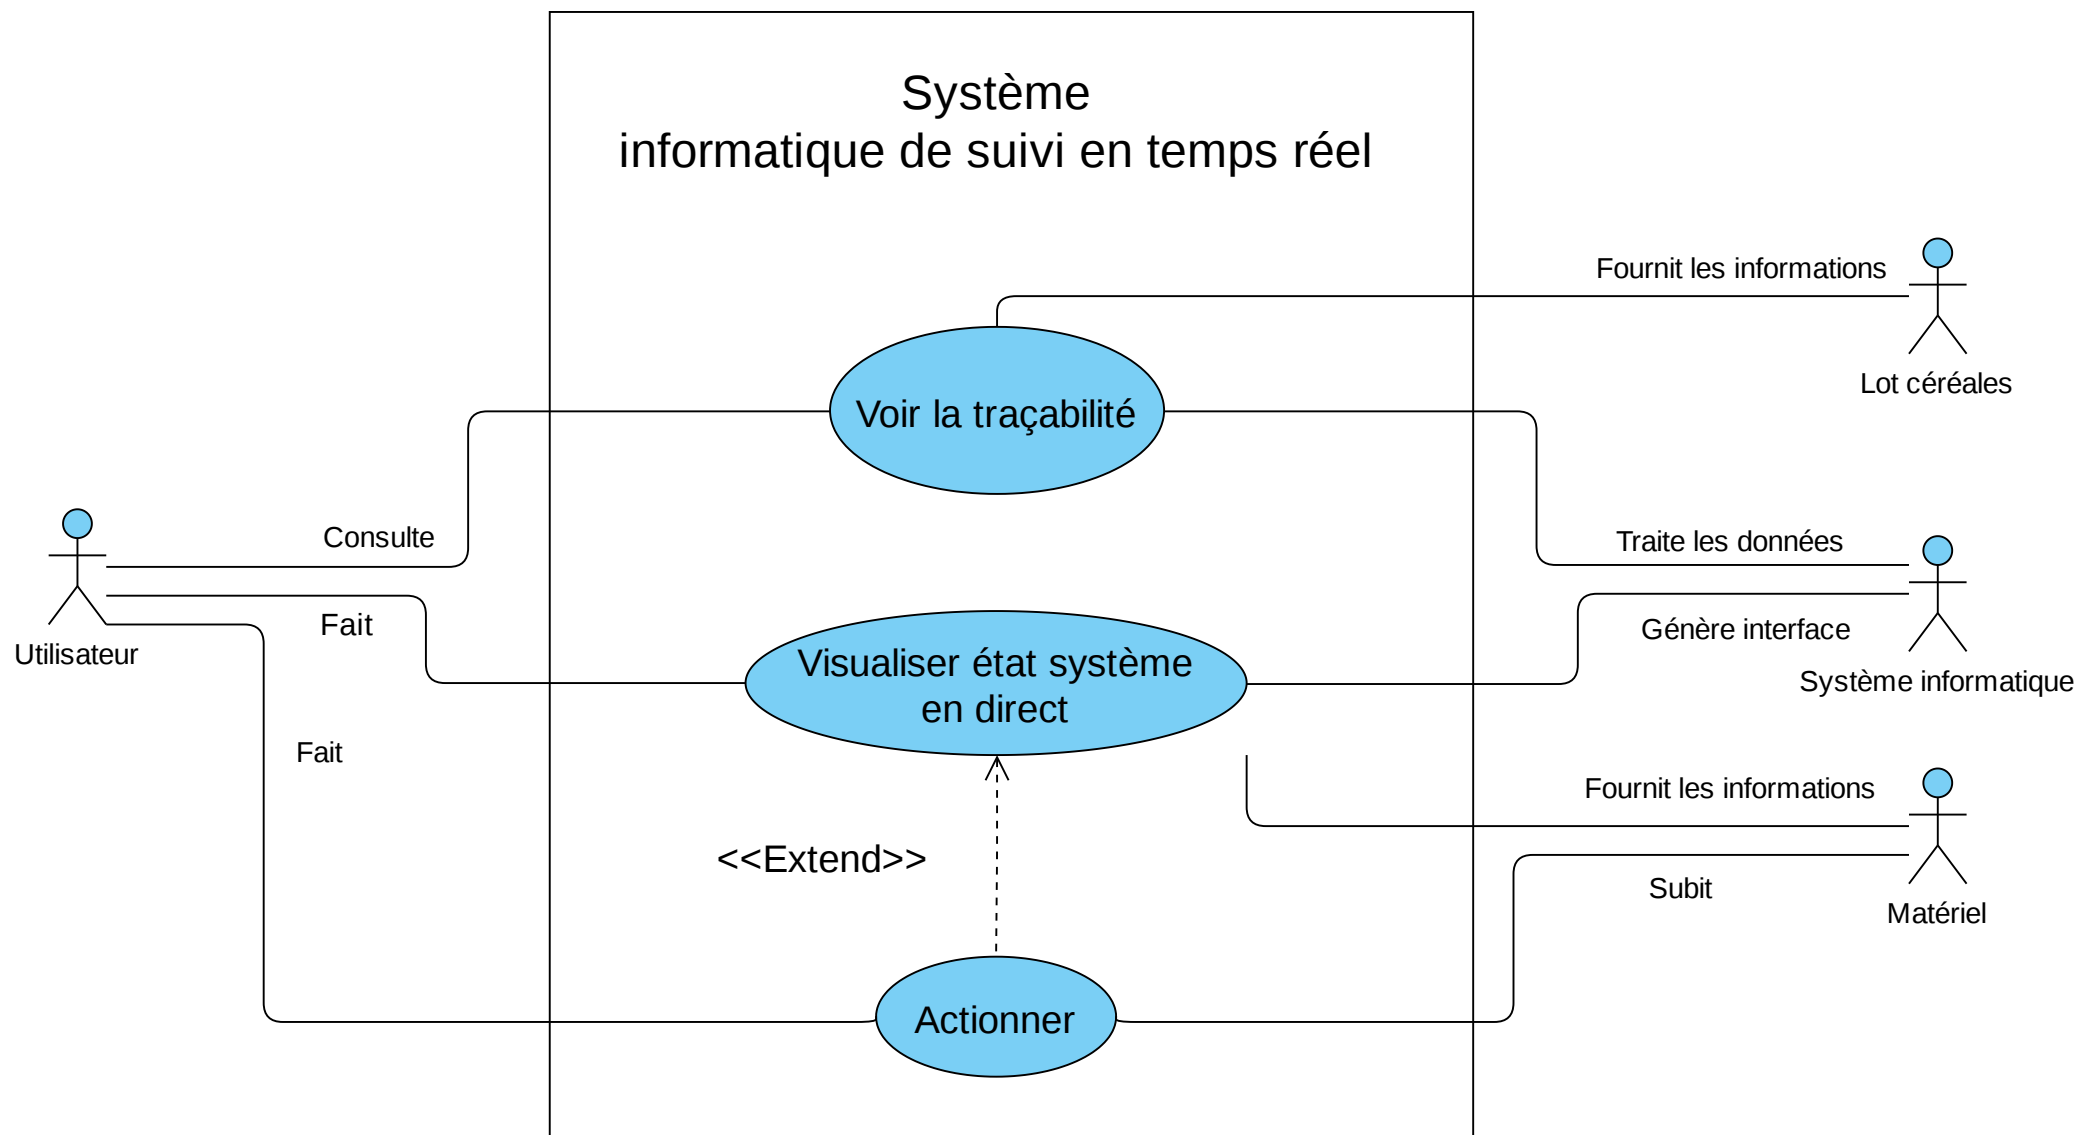 Système
informatique de suivi en temps réel
Fournit les informations
Lot céréales
Voir la traçabilité
Consulte
Traite les données
Fait
Utilisateur
Génère interface
Système informatique
Visualiser état système
en direct
Fait
Fournit les informations
<<Extend>>
Subit
Matériel
Actionner